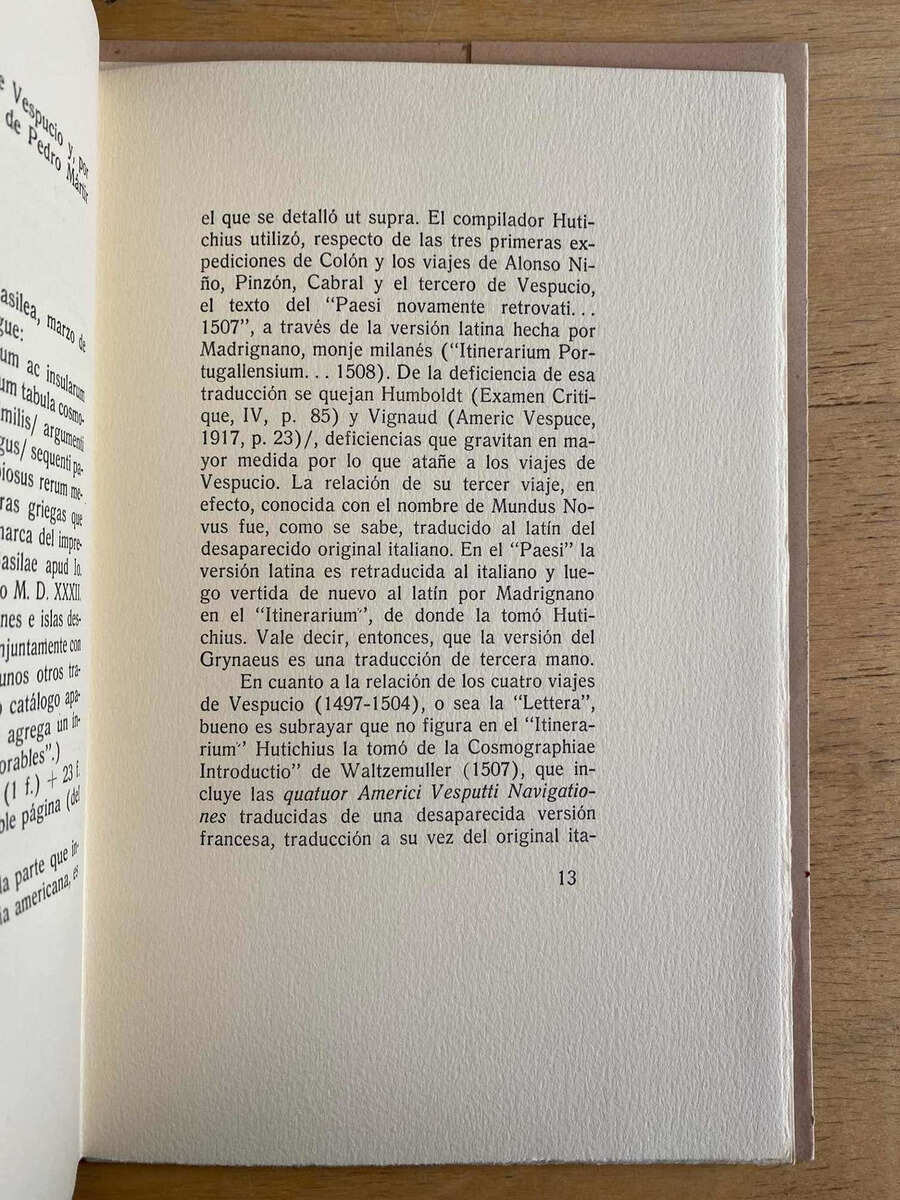 e Vespucio y, por
de Pedro Mártir
asilea, marzo de
gue:
um ac insularum
um tabula cosmo-
milis/ argumenti
gus/ sequenti pa-
biosus rerum me-
ras griegas que
marca del impre-
asilae apud Io.
o M. D. XXXII.
nes e islas des-
njuntamente con
unos otros tra-
o catálogo apa-
agrega un in-
orables".)
(1 f.) + 23 f.
ble página (del
la parte que in-
ia americana, es
el que se detalló ut supra. El compilador Huti-
chius utilizó, respecto de las tres primeras ex-
pediciones de Colón y los viajes de Alonso Ni-
ño, Pinzón, Cabral y el tercero de Vespucio,
el texto del "Paesi novamente retrovati. . .
1507", a través de la versión latina hecha por
Madrignano, monje milanés ("Itinerarium Por-
tugallensium. . . 1508). De la deficiencia de esa
traducción se quejan Humboldt (Examen Criti-
que, IV, p. 85) y Vignaud (Americ Vespuce,
1917, p. 23)/, deficiencias que gravitan en ma-
yor medida por lo que atañe a los viajes de
Vespucio. La relación de su tercer viaje, en
efecto, conocida con el nombre de Mundus No-
vus fue, como se sabe, traducido al latín del
desaparecido original italiano. En el "Paesi" la
versión latina es retraducida al italiano y lue-
go vertida de nuevo al latín por Madrignano
en el "Itinerarium", de donde la tomó Huti-
chius. Vale decir, entonces, que la versión del
Grynaeus es una traducción de tercera mano.
En cuanto a la relación de los cuatro viajes
de Vespucio (1497-1504), o sea la "Lettera",
bueno es subrayar que no figura en el "Itinera-
rium" Hutichius la tomó de la Cosmographiae
Introductio" de Waltzemuller (1507), que in-
cluye las quatuor Americi Vesputti Navigatio-
nes traducidas de una desaparecida versión
francesa, traducción a su vez del original ita-
13